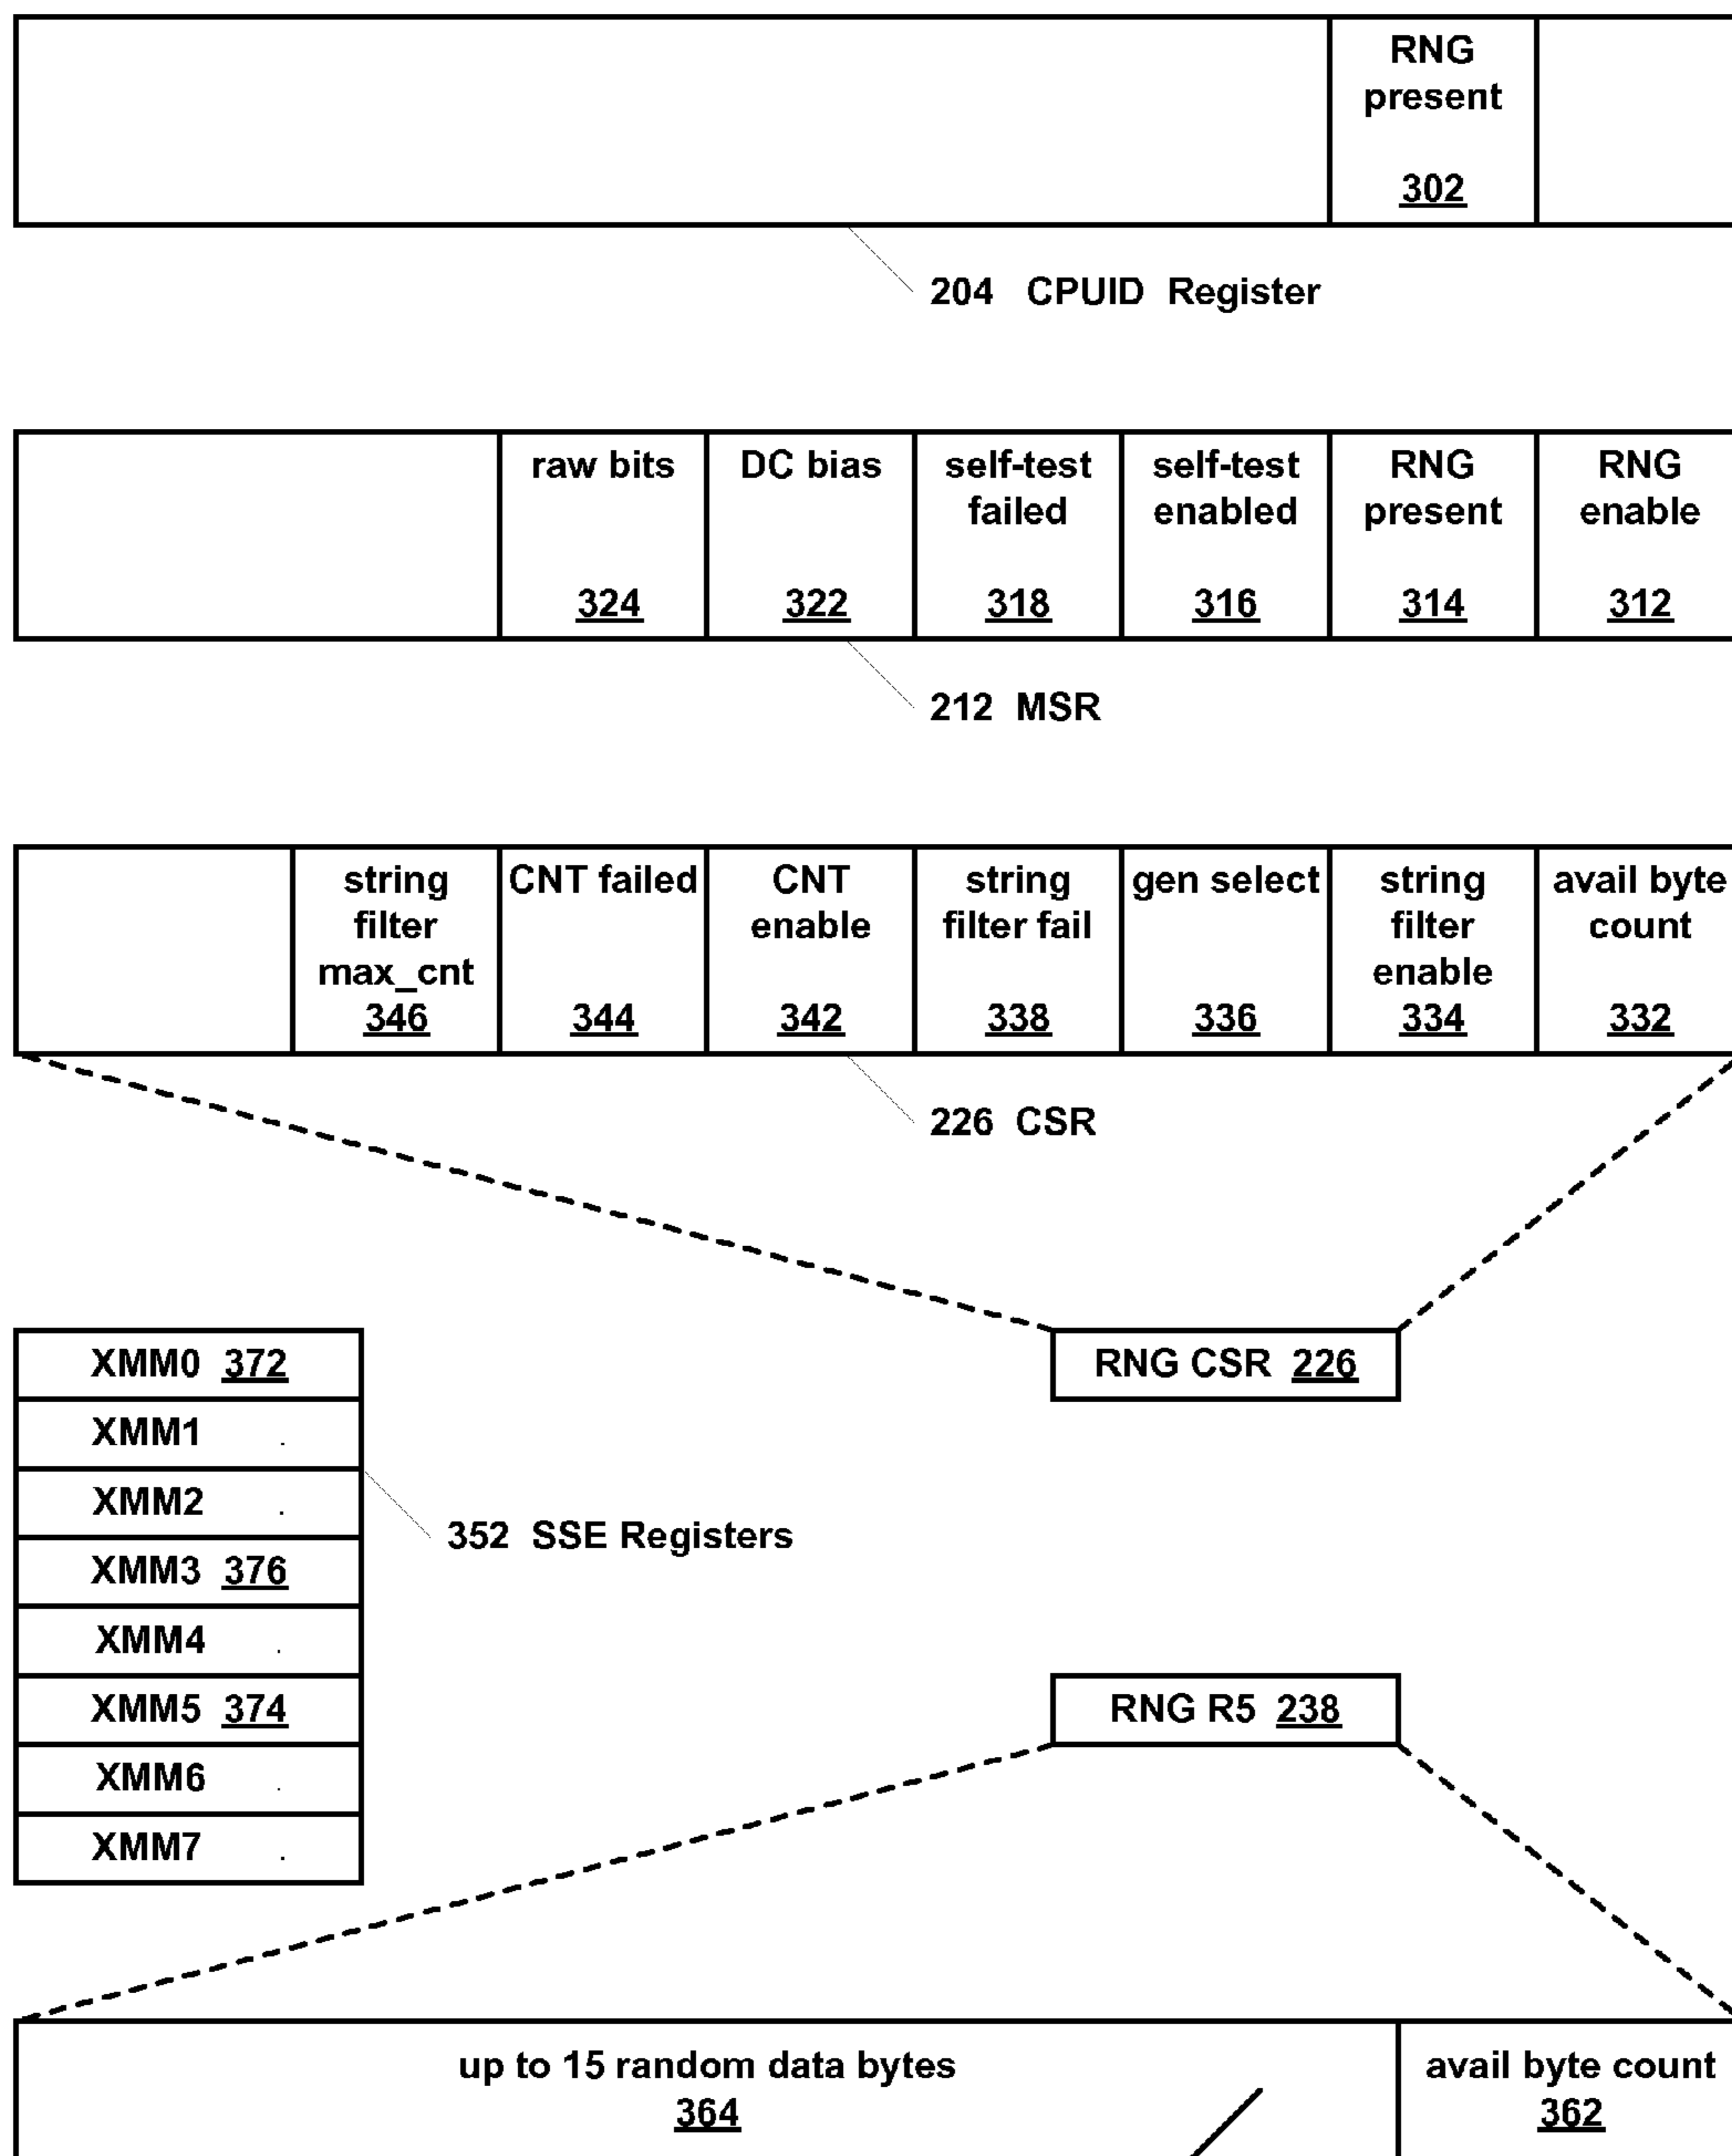 RNG
present
302
204 CPUID Register
raw bits
324
DC bias
322
self-test
failed
318
self-test
enabled
316
RNG
present
314
RNG
enable
312
212 MSR
string
filter
max_cnt
346
CNT failed
344
CNT
enable
342
string
filter fail
338
gen select
336
string
filter
enable
334
avail byte
count
332
226 CSR
RNG CSR 226
XMM0 372
XMM1 .
XMM2 .
XMM3 376
XMM4 .
XMM5 374
XMM6 .
XMM7 .
352 SSE Registers
RNG R5 238
up to 15 random data bytes
364
avail byte count
362